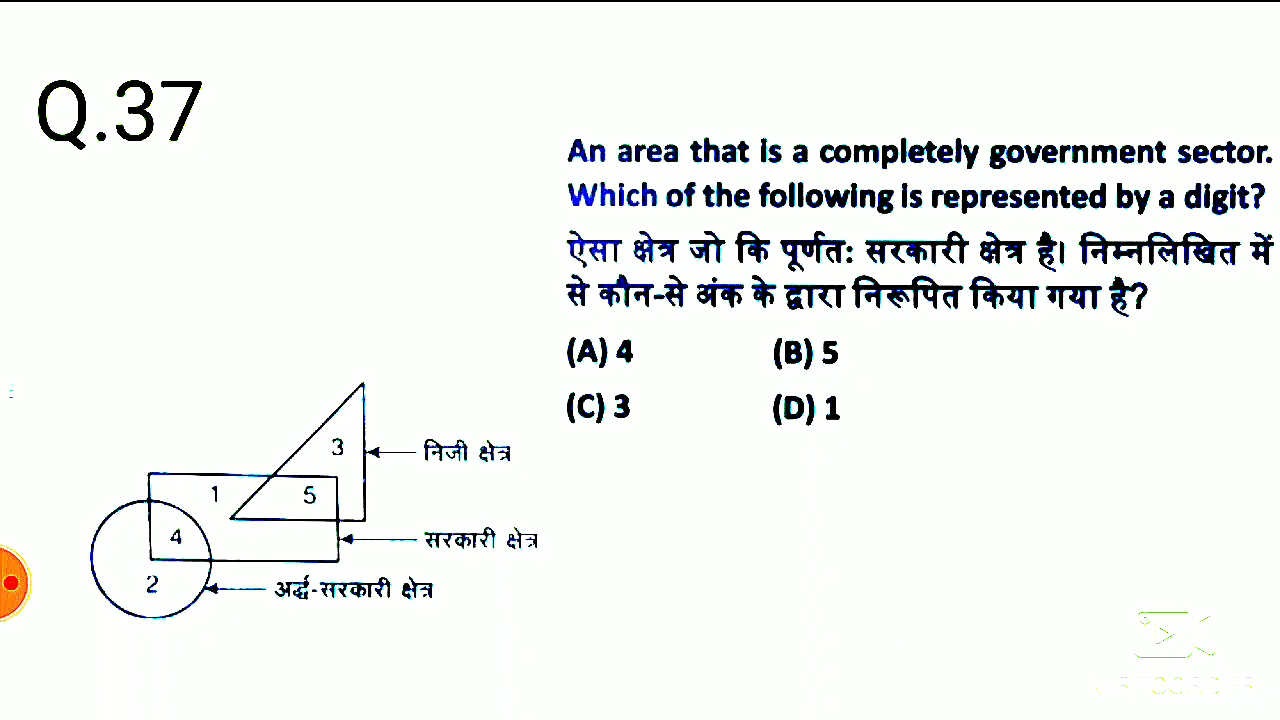 Q.37
An area that is a completely government sector.
Which of the following is represented by a digit?
ऐसा क्षेत्र जो कि पूर्णत: सरकारी क्षेत्र है। निम्नलिखित में
से कौन-से अंक के द्वारा निरूपित किया गया है?
(A) 4 (B) 5
(C) 3 (D) 1
3 निजी क्षेत्र
1 5
4 सरकारी क्षेत्र
2 अर्द्ध-सरकारी क्षेत्र